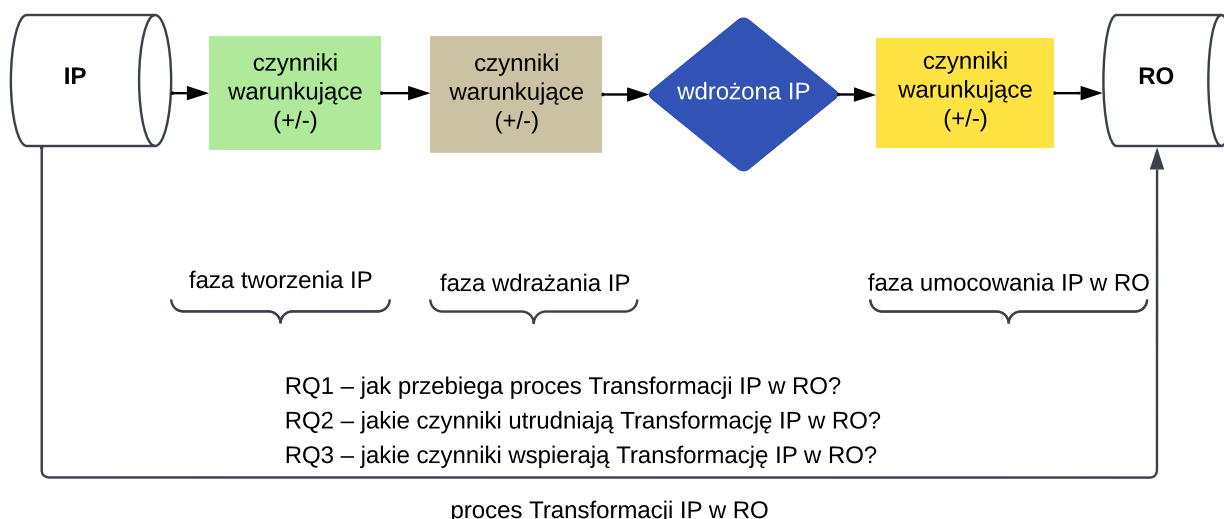 IP
czynniki
warunkujące
(+/-)
czynniki
warunkujące
(+/-)
wdrożona IP
czynniki
warunkujące
(+/-)
RO
faza tworzenia IP
faza wdrażania IP
faza umocowania IP w RO
RQ1 – jak przebiega proces Transformacji IP w RO?
RQ2 – jakie czynniki utrudniają Transformację IP w RO?
RQ3 – jakie czynniki wspierają Transformację IP w RO?
proces Transformacji IP w RO